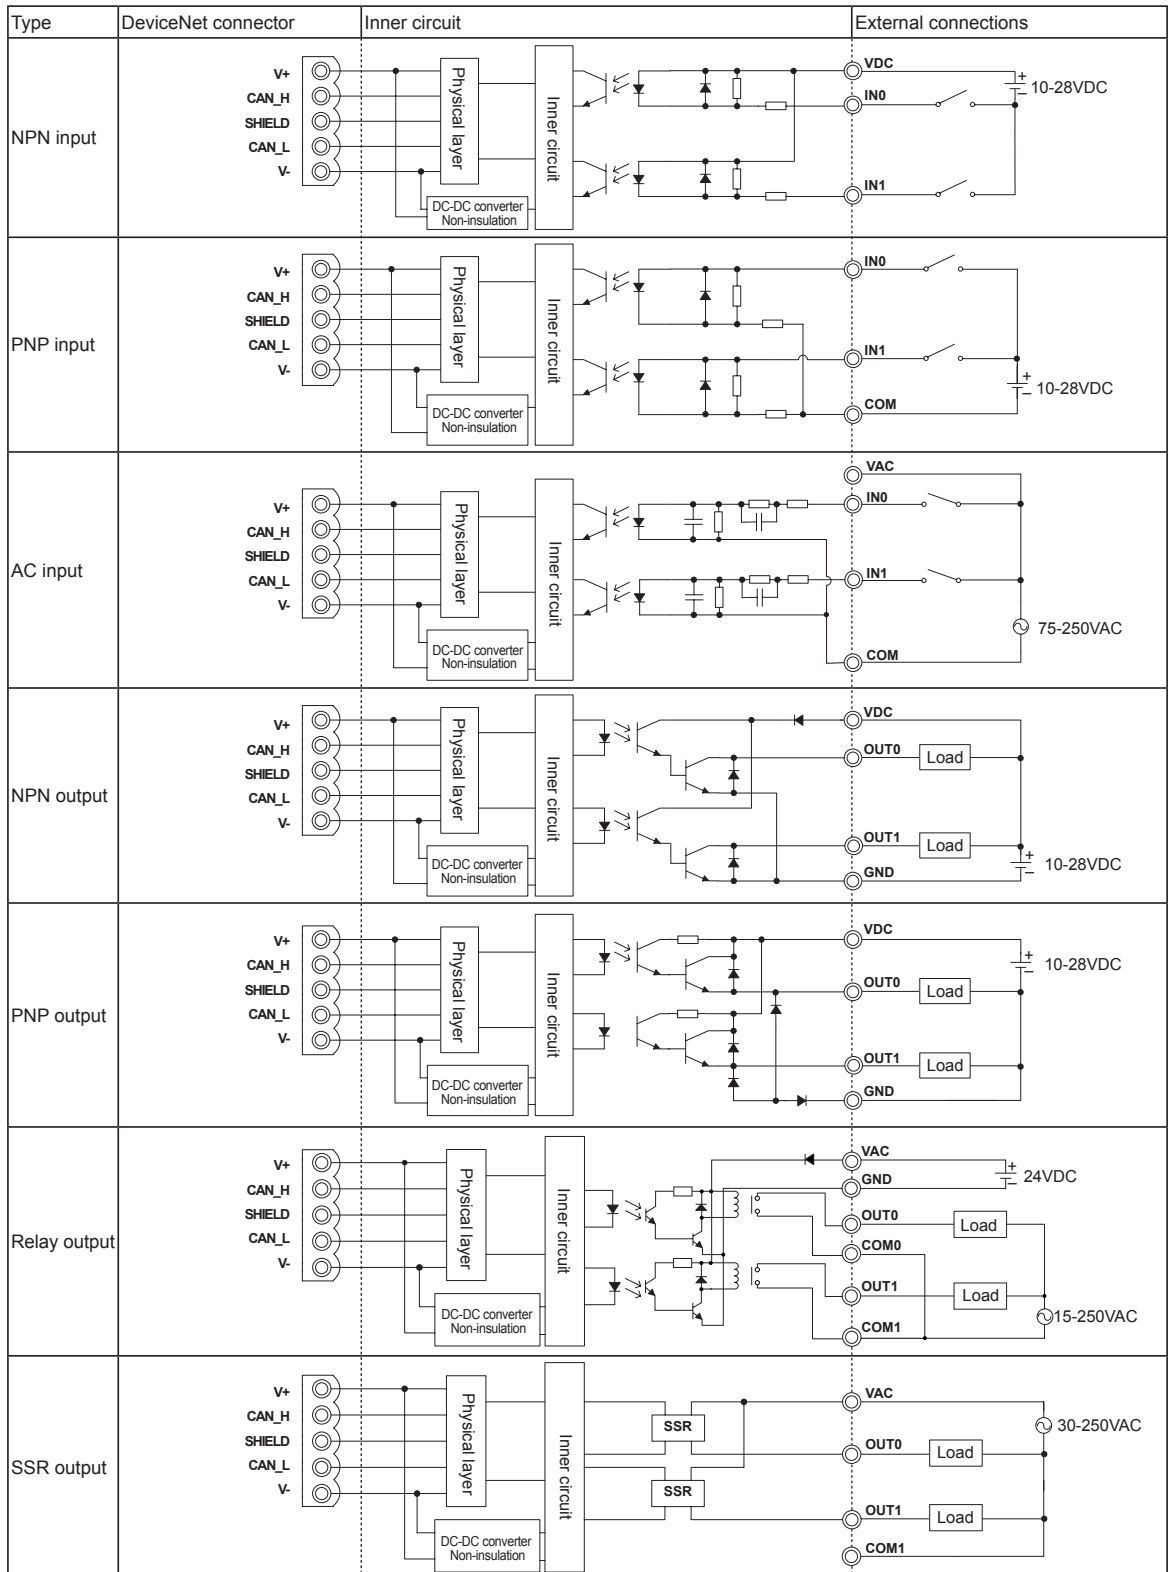 Type DeviceNet connector Inner circuit External connections
NPN input
V+
CAN_H
SHIELD
CAN_L
V-
Physical layer
DC-DC converter
Non-insulation
Inner circuit
VDC
IN0
IN1
+
−
10-28VDC
PNP input
V+
CAN_H
SHIELD
CAN_L
V-
Physical layer
DC-DC converter
Non-insulation
Inner circuit
IN0
IN1
COM
+
−
10-28VDC
AC input
V+
CAN_H
SHIELD
CAN_L
V-
Physical layer
DC-DC converter
Non-insulation
Inner circuit
VAC
IN0
IN1
COM
75-250VAC
NPN output
V+
CAN_H
SHIELD
CAN_L
V-
Physical layer
DC-DC converter
Non-insulation
Inner circuit
VDC
OUT0
Load
OUT1
Load
GND
+
−
10-28VDC
PNP output
V+
CAN_H
SHIELD
CAN_L
V-
Physical layer
DC-DC converter
Non-insulation
Inner circuit
VDC
+
−
10-28VDC
OUT0
Load
OUT1
Load
GND
Relay output
V+
CAN_H
SHIELD
CAN_L
V-
Physical layer
DC-DC converter
Non-insulation
Inner circuit
VAC
GND
+
−
24VDC
OUT0
Load
COM0
OUT1
Load
COM1
15-250VAC
SSR output
V+
CAN_H
SHIELD
CAN_L
V-
Physical layer
DC-DC converter
Non-insulation
Inner circuit
SSR
SSR
VAC
30-250VAC
OUT0
Load
OUT1
Load
COM1